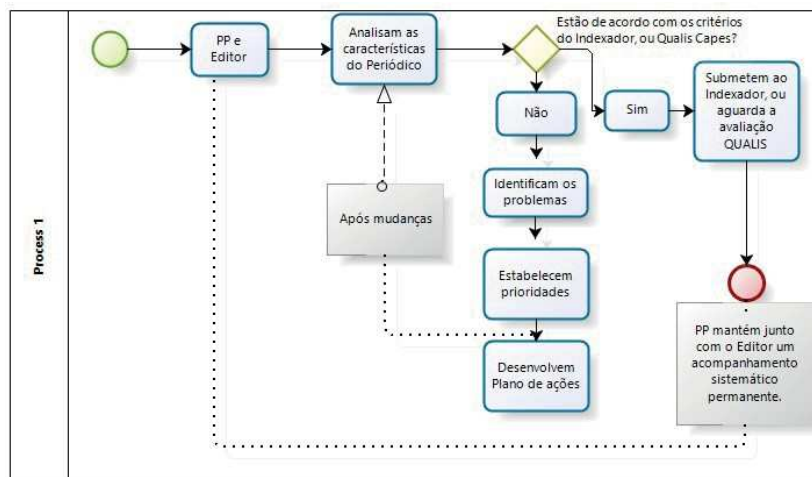 Process 1
PP e
Editor
Analisam as
características
do Periódico
Estão de acordo com os critérios
do Indexador, ou Qualis Capes?
Não
Sim
Submetem ao
Indexador, ou
aguarda a
avaliação
QUALIS
Identificam os
problemas
Após mudanças
Estabelecem
prioridades
Desenvolvem
Plano de ações
PP mantém junto
com o Editor um
acompanhamento
sistemático
permanente.